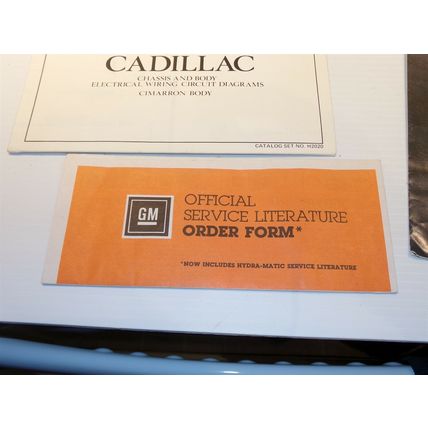 CADILLAC
CHASSIS AND BODY
ELECTRICAL WIRING CIRCUIT DIAGRAMS
CIMARRON BODY
CATALOG SET NO. H2020
GM
OFFICIAL
SERVICE LITERATURE
ORDER FORM*
*NOW INCLUDES HYDRA-MATIC SERVICE LITERATURE